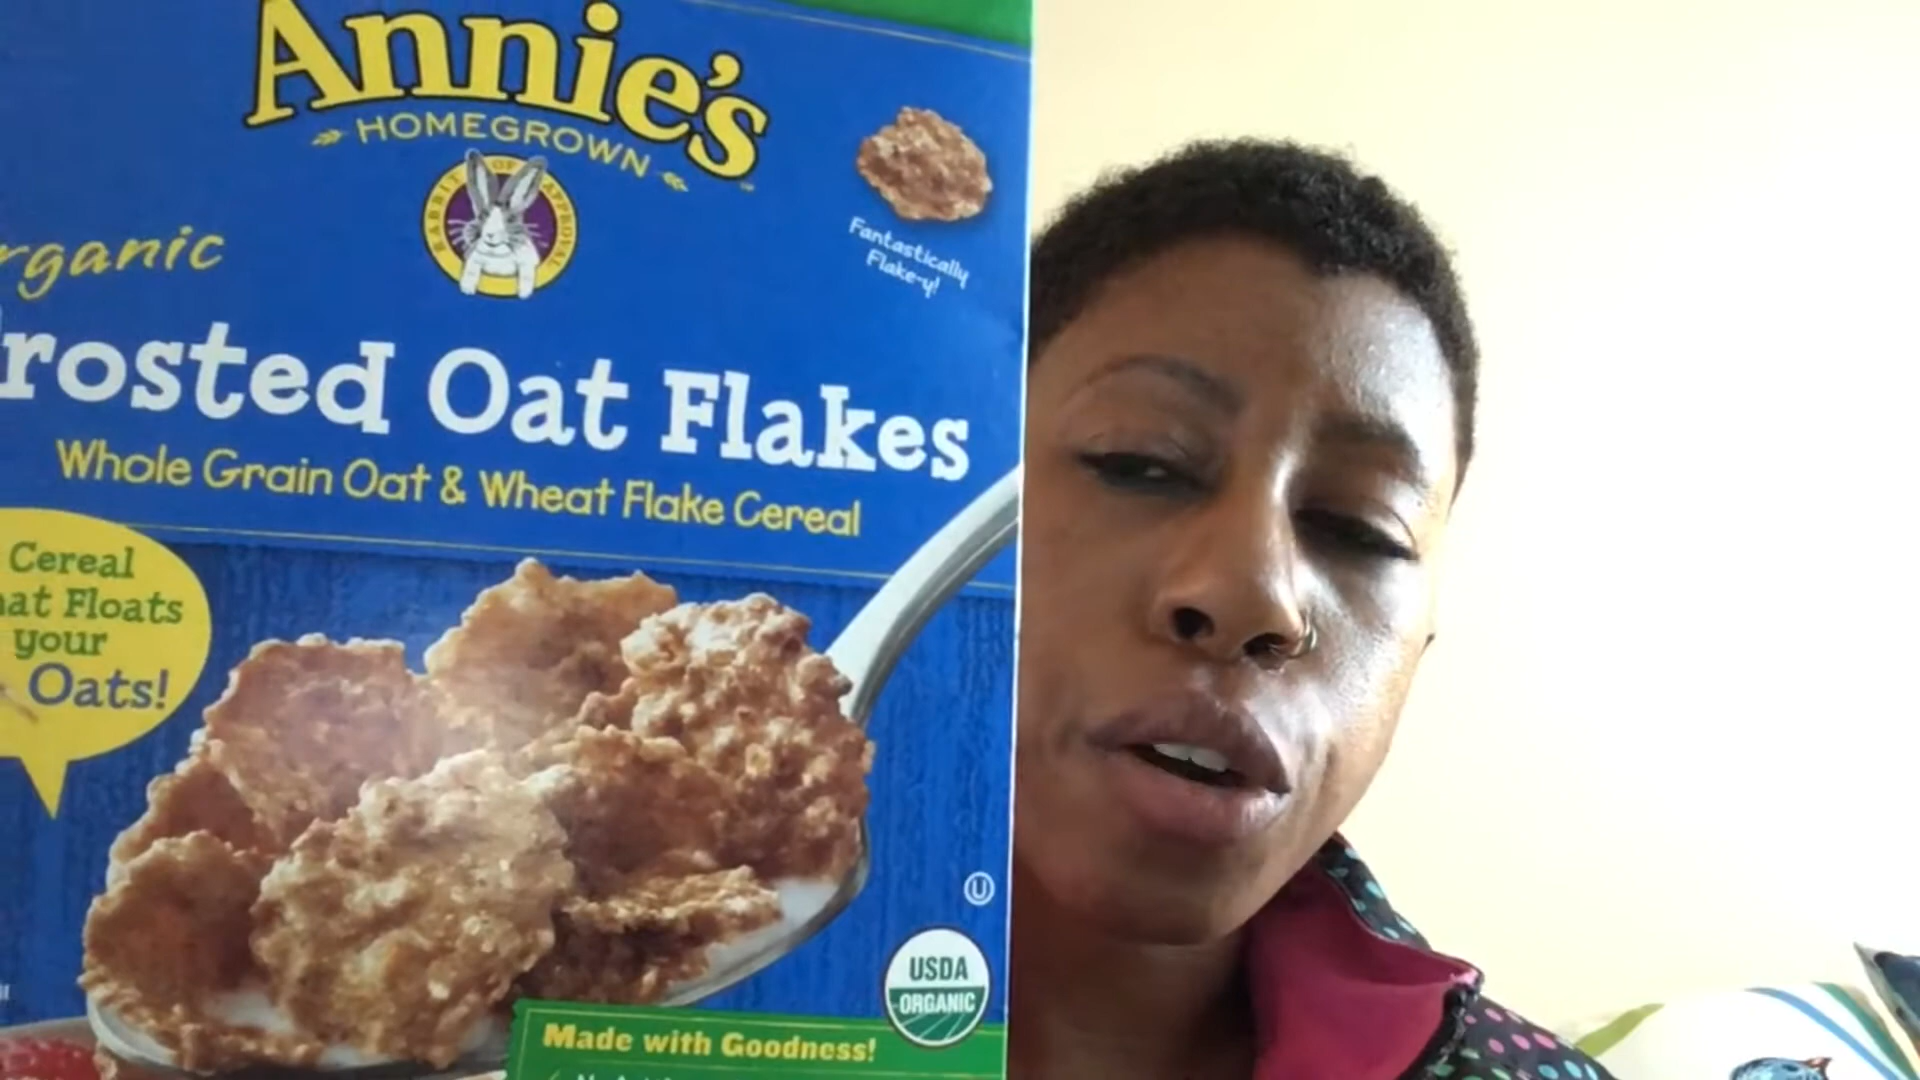 Annie's
HOMEGROWN
RABBIT OF APPROVAL
Fantastically
Flake-y!
rganic
rosted Oat Flakes
Whole Grain Oat & Wheat Flake Cereal
Cereal
hat Floats
your
Oats!
U
USDA
ORGANIC
Made with Goodness!